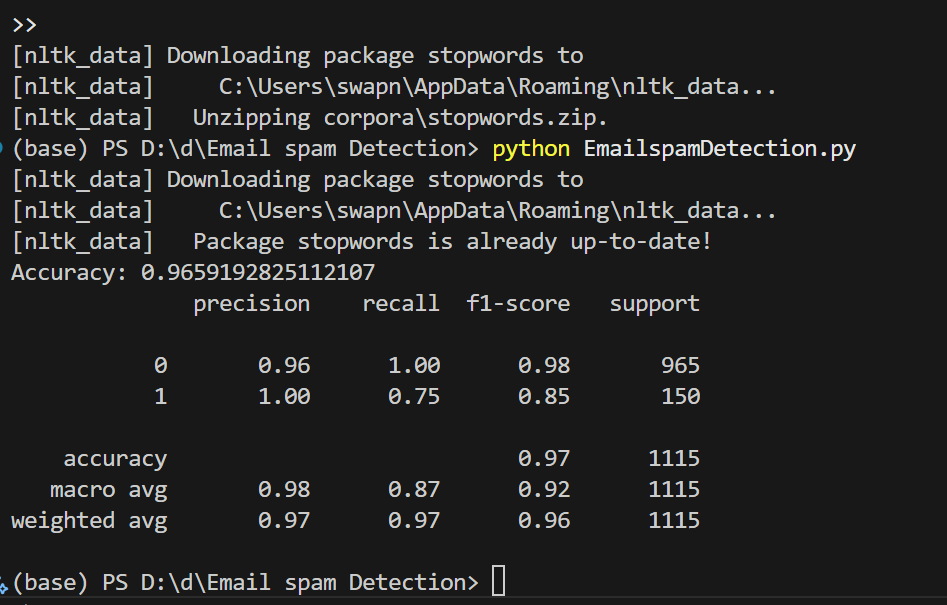 >>
[nltk_data] Downloading package stopwords to
[nltk_data]     C:\Users\swapn\AppData\Roaming\nltk_data...
[nltk_data]   Unzipping corpora\stopwords.zip.
(base) PS D:\d\Email spam Detection> python EmailspamDetection.py
[nltk_data] Downloading package stopwords to
[nltk_data]     C:\Users\swapn\AppData\Roaming\nltk_data...
[nltk_data]   Package stopwords is already up-to-date!
Accuracy: 0.9659192825112107
              precision    recall  f1-score   support

           0       0.96      1.00      0.98       965
           1       1.00      0.75      0.85       150

    accuracy                           0.97      1115
   macro avg       0.98      0.87      0.92      1115
weighted avg       0.97      0.97      0.96      1115

(base) PS D:\d\Email spam Detection>